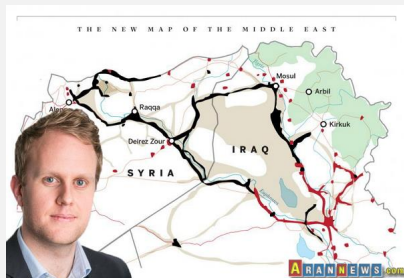 THE NEW MAP OF THE MIDDLE EAST
Mosul
Arbil
Raqqa
Kirkuk
Deirez Zour
IRAQ
SYRIA
ARANNEWS.com